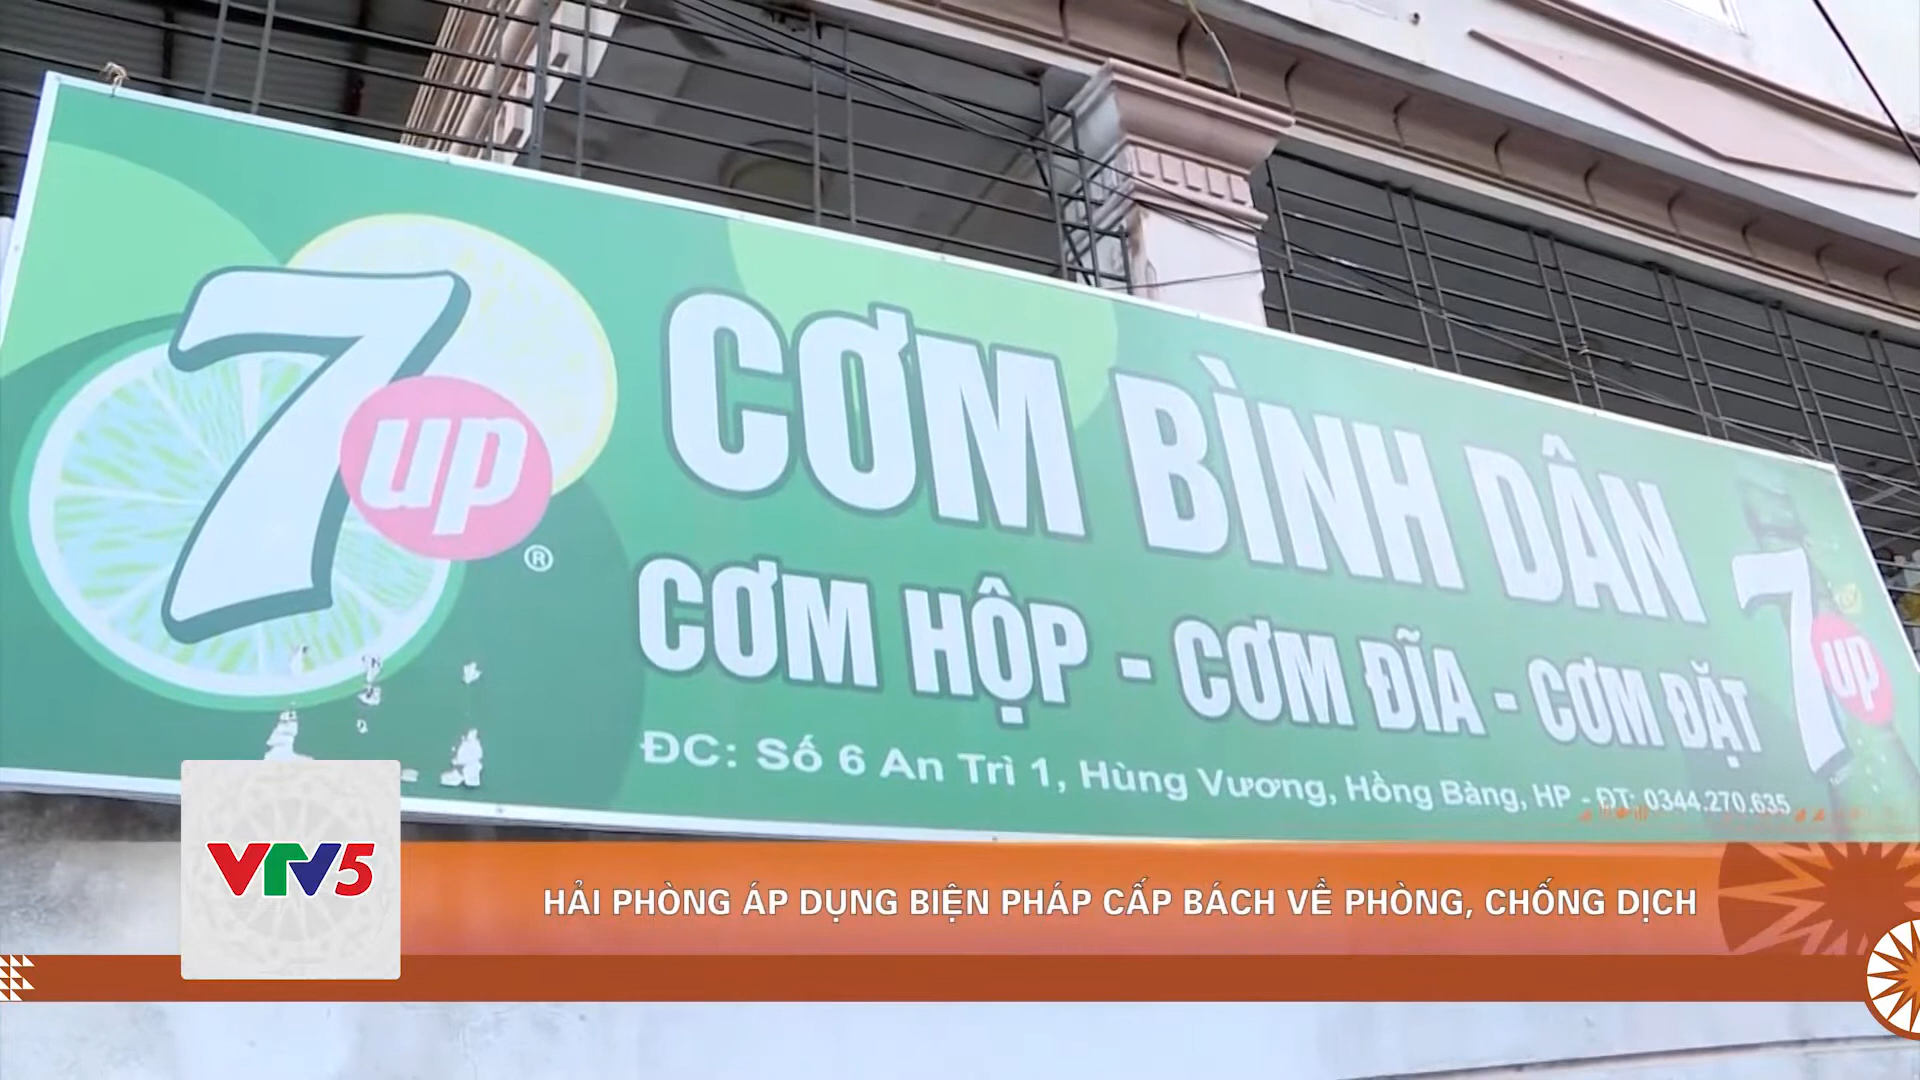 7up ®
CƠM BÌNH DÂN
CƠM HỘP - CƠM ĐĨA - CƠM ĐẶT
7up
ĐC: Số 6 An Trì 1, Hùng Vương, Hồng Bàng, HP - ĐT: 0344.270.635
VTV5
HẢI PHÒNG ÁP DỤNG BIỆN PHÁP CẤP BÁCH VỀ PHÒNG, CHỐNG DỊCH